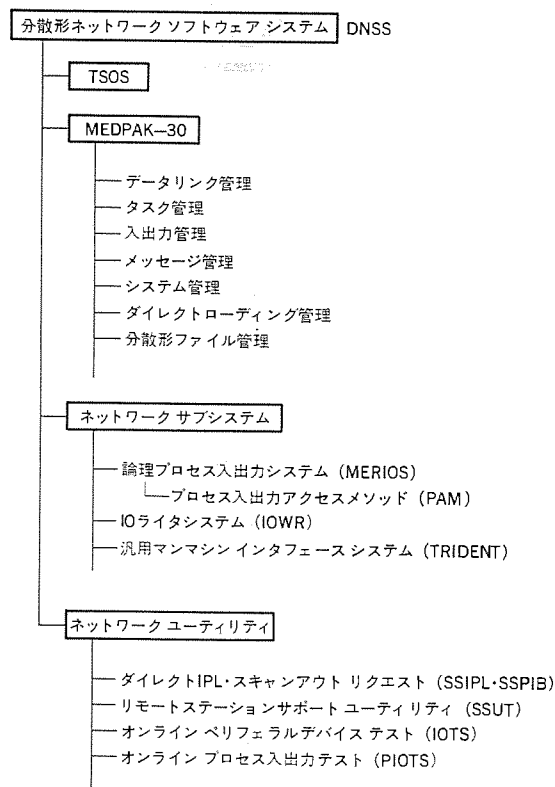 分散形ネットワーク ソフトウェア システム DNSS
TSOS
MEDPAK−30
データリンク管理
タスク管理
入出力管理
メッセージ管理
システム管理
ダイレクトローディング管理
分散形ファイル管理
ネットワーク サブシステム
論理プロセス入出力システム (MERIOS)
プロセス入出力アクセスメソッド (PAM)
IOライタシステム (IOWR)
汎用マンマシン インタフェース システム (TRIDENT)
ネットワーク ユーティリティ
ダイレクトIPL・スキャンアウト リクエスト (SSIPL・SSPIB)
リモートステーションサポート ユーティリティ (SSUT)
オンライン ペリフェラルデバイス テスト (IOTS)
オンライン プロセス入出力テスト (PIOTS)